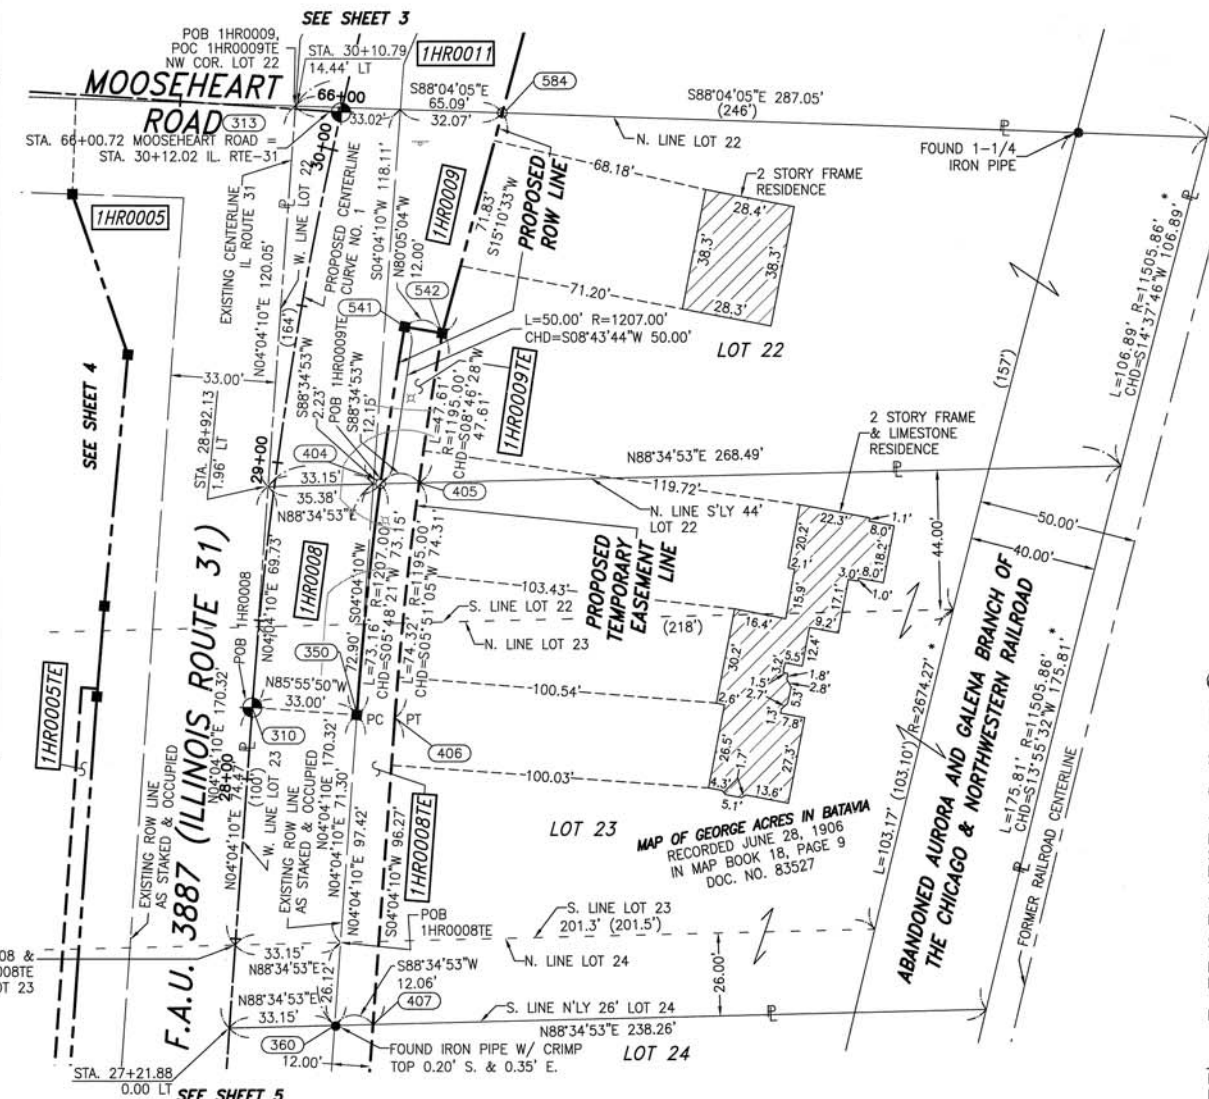 SEE SHEET 3
POB 1HR0009,
POC 1HR0009TE
NW COR. LOT 22
STA. 30+10.79
14.44' LT
1HR0011
MOOSEHEART
ROAD
313
66+00
33.02'
S88°04'05"E
65.09'
32.07'
584
S88°04'05"E 287.05'
(246')
N. LINE LOT 22
FOUND 1-1/4
IRON PIPE
STA. 66+00.72 MOOSEHEART ROAD =
STA. 30+12.02 IL. RTE-31
30+00
1HR0005
EXISTING CENTERLINE
IL ROUTE 31
N04°04'10"E 120.05'
W. LINE LOT 22
(164')
PROPOSED CENTERLINE
CURVE NO. 1
S04°04'10"W 118.11'
N80°05'04"W
12.00'
1HR0009
71.83'
S15°10'33"W
PROPOSED
ROW LINE
68.18'
2 STORY FRAME
RESIDENCE
28.4'
38.3'
38.3'
28.3'
71.20'
541
542
L=50.00' R=1207.00'
CHD=S08°43'44"W 50.00'
LOT 22
L=106.89' R=11505.86' *
CHD=S14°37'46"W 106.89'
(157')
SEE SHEET 4
33.00'
STA. 28+92.13
1.96' LT
29+00
S88°34'53"W
2.23'
POB 1HR0009TE
S88°34'53"W
12.15'
L=47.61'
R=1195.00'
CHD=S08°46'28"W
47.61'
1HR0009TE
404
33.15'
35.38'
N88°34'53"E
405
N88°34'53"E 268.49'
119.72'
N. LINE S'LY 44'
LOT 22
2 STORY FRAME
& LIMESTONE
RESIDENCE
22.3'
1.1'
8.0'
20.2'
18.2'
2.1'
3.0'
8.0'
1.0'
15.9'
17.1'
9.2'
16.4'
12.4'
5.5'
3.2'
1.5'
1.8'
2.8'
2.7'
5.3'
1.3'
7.8'
30.2'
2.6'
26.5'
1.7'
27.3'
4.3'
13.6'
5.1'
44.00'
50.00'
40.00'
F.A.U. 3887 (ILLINOIS ROUTE 31)
N04°04'10"E 69.73'
1HR0008
S04°04'10"W
72.90'
L=73.16' R=1207.00'
CHD=S05°48'21"W 73.15'
L=74.32' R=1195.00'
CHD=S05°51'05"W 74.31'
PROPOSED
TEMPORARY
EASEMENT
LINE
103.43'
S. LINE LOT 22
N. LINE LOT 23
(218')
POB 1HR0008
350
N85°55'50"W
33.00'
PC
PT
310
406
100.54'
100.03'
1HR0005TE
EXISTING ROW LINE
AS STAKED & OCCUPIED
N04°04'10"E 170.32'
28+00
N04°04'10"E 74.47'
(100')
W. LINE LOT 23
EXISTING ROW LINE
AS STAKED & OCCUPIED
N04°04'10E 170.32'
N04°04'10"E 71.30'
N04°04'10"E 97.42'
S04°04'10"W 96.27'
1HR0008TE
LOT 23
MAP OF GEORGE ACRES IN BATAVIA
RECORDED JUNE 28, 1906
IN MAP BOOK 18, PAGE 9
DOC. NO. 83527
L=103.17' (103.10') R=2674.27' *
ABANDONED AURORA AND GALENA BRANCH OF
THE CHICAGO & NORTHWESTERN RAILROAD
L=175.81' R=11505.86'
CHD=S13°55'32"W 175.81' *
FORMER RAILROAD CENTERLINE
08 &
008TE
OT 23
33.15'
N88°34'53"E
POB
1HR0008TE
S. LINE LOT 23
201.3' (201.5')
N. LINE LOT 24
26.00'
26.12'
S88°34'53"W
12.06'
407
N88°34'53"E
33.15'
360
S. LINE N'LY 26' LOT 24
N88°34'53"E 238.26'
FOUND IRON PIPE W/ CRIMP
TOP 0.20' S. & 0.35' E.
LOT 24
12.00'
STA. 27+21.88
0.00 LT
SEE SHEET 5